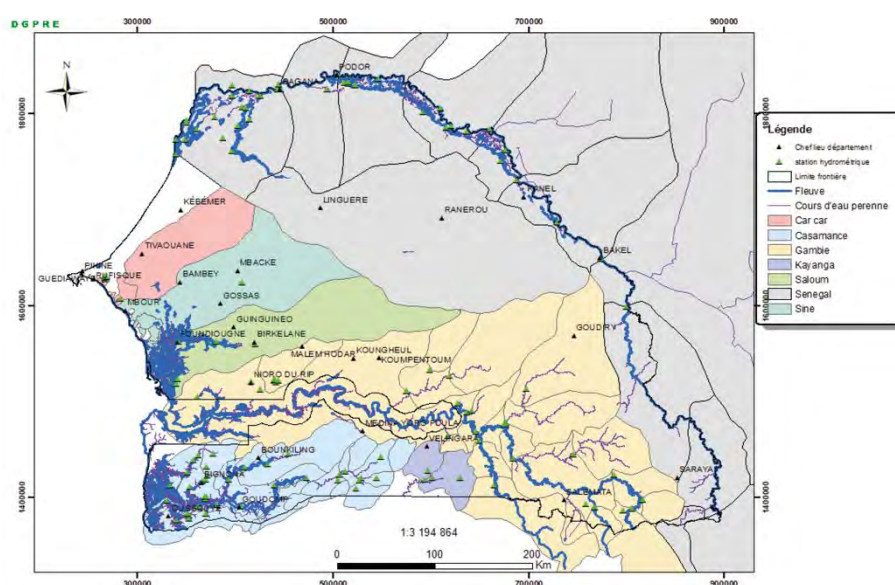 DGPRE
300000
500000
700000
900000
N
PODOR
DAGANA
1800000
1800000
KANEL
KÉBÉMER
LINGUERE
RANEROU
TIVAOUANE
BAKEL
PIKINE
MBACKE
GUEDIAWAYE
RUFISQUE
BAMBEY
MBOUR
GOSSAS
1600000
1600000
GUINGUINEO
FOUNDIOUGNE
BIRKELANE
GOUDIRY
MALEM HODAR
KOUNGHEUL
KOUMPENTOUM
NIORO DU RIP
MEDINA YORO FOULA
VELINGARA
BOUNKILING
BIGNONA
SARAYA
SALEMATA
GOUDOMP
OUSSOUYE
1400000
1400000
1:3 194 864
0
100
200
Km
300000
500000
700000
900000
Légende
Chef lieu département
station hydrométrique
Limite frontière
Fleuve
Cours d'eau perenne
Car car
Casamance
Gambie
Kayanga
Saloum
Senegal
Sine